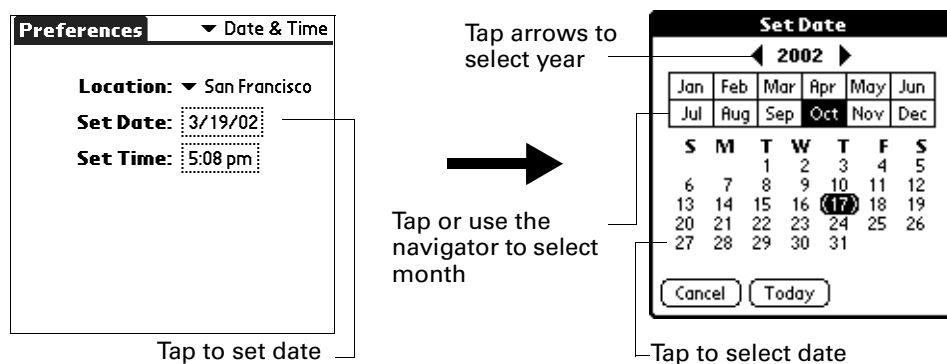 Preferences
Date & Time
Location: San Francisco
Set Date: 3/19/02
Set Time: 5:08 pm
Tap to set date
Tap arrows to
select year
Tap or use the
navigator to select
month
Set Date
2002
Jan Feb Mar Apr May Jun
Jul Aug Sep Oct Nov Dec
S M T W T F S
1 2 3 4 5
6 7 8 9 10 11 12
13 14 15 16 17 18 19
20 21 22 23 24 25 26
27 28 29 30 31
Cancel Today
Tap to select date